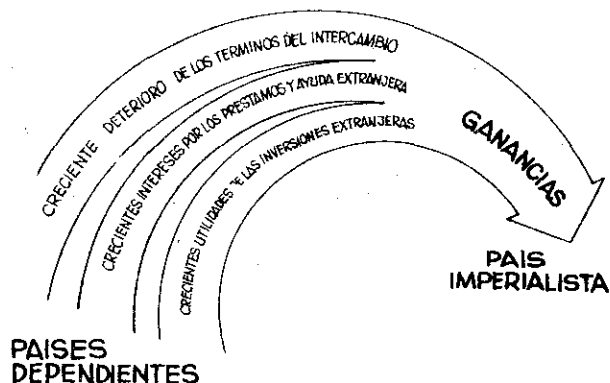 CRECIENTE DETERIORO DE LOS TERMINOS DEL INTERCAMBIO
CRECIENTES INTERESES POR LOS PRESTAMOS Y AYUDA EXTRANJERA
CRECIENTES UTILIDADES DE LAS INVERSIONES EXTRANJERAS
GANANCIAS
PAIS
IMPERIALISTA
PAISES
DEPENDIENTES